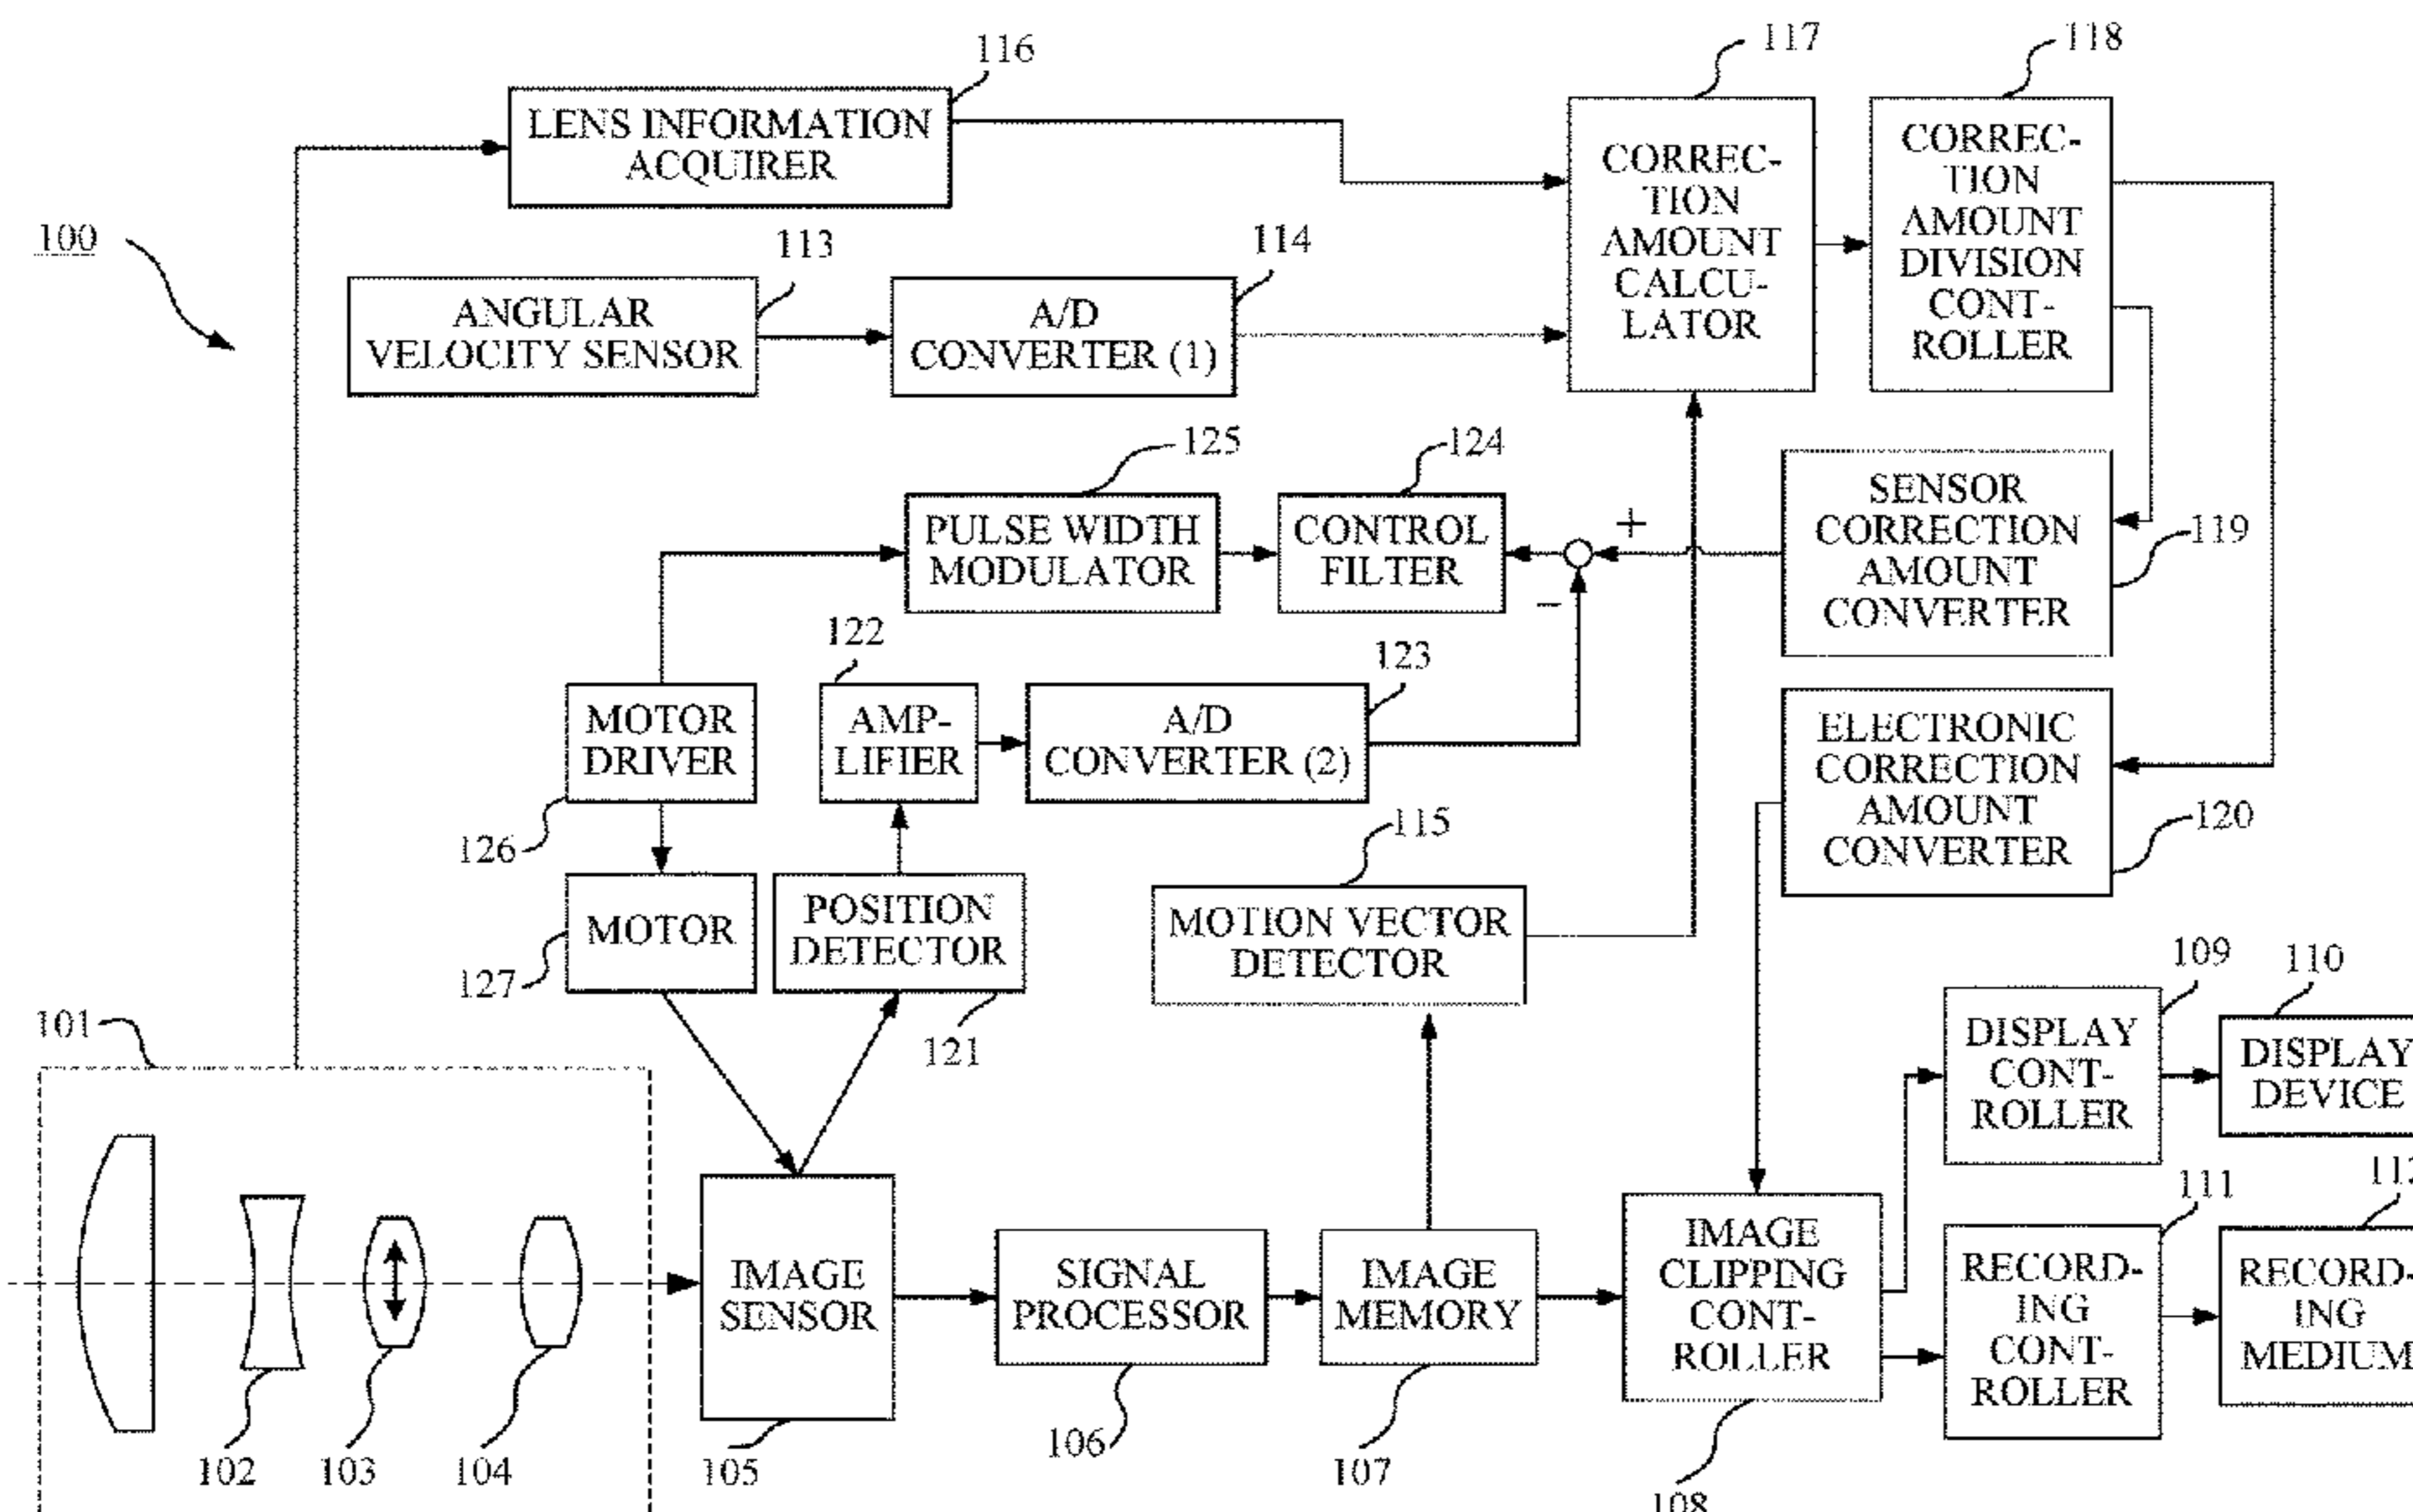 116
117
118
LENS INFORMATION
ACQUIRER
CORREC-
TION
AMOUNT
CALCU-
LATOR
CORREC-
TION
AMOUNT
DIVISION
CONT-
ROLLER
100
113
114
ANGULAR
VELOCITY SENSOR
A/D
CONVERTER (1)
125
124
PULSE WIDTH
MODULATOR
CONTROL
FILTER
+
−
SENSOR
CORRECTION
AMOUNT
CONVERTER
119
122
123
MOTOR
DRIVER
AMP-
LIFIER
A/D
CONVERTER (2)
ELECTRONIC
CORRECTION
AMOUNT
CONVERTER
120
126
115
MOTOR
POSITION
DETECTOR
MOTION VECTOR
DETECTOR
127
121
109
110
101
DISPLAY
CONT-
ROLLER
DISPLAY
DEVICE
111
IMAGE
SENSOR
SIGNAL
PROCESSOR
IMAGE
MEMORY
IMAGE
CLIPPING
CONT-
ROLLER
RECORD-
ING
CONT-
ROLLER
RECORD-
ING
MEDIUM
102
103
104
105
106
107
108